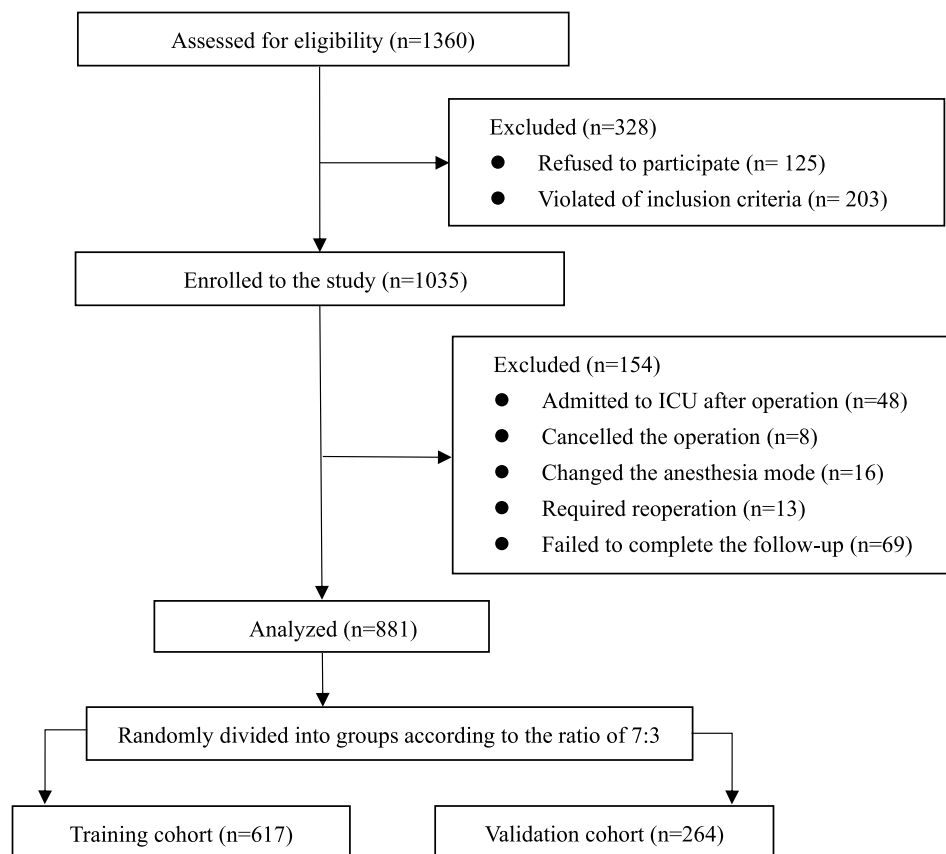 Assessed for eligibility (n=1360)
Excluded (n=328)
● Refused to participate (n= 125)
● Violated of inclusion criteria (n= 203)
Enrolled to the study (n=1035)
Excluded (n=154)
● Admitted to ICU after operation (n=48)
● Cancelled the operation (n=8)
● Changed the anesthesia mode (n=16)
● Required reoperation (n=13)
● Failed to complete the follow-up (n=69)
Analyzed (n=881)
Randomly divided into groups according to the ratio of 7:3
Training cohort (n=617)
Validation cohort (n=264)